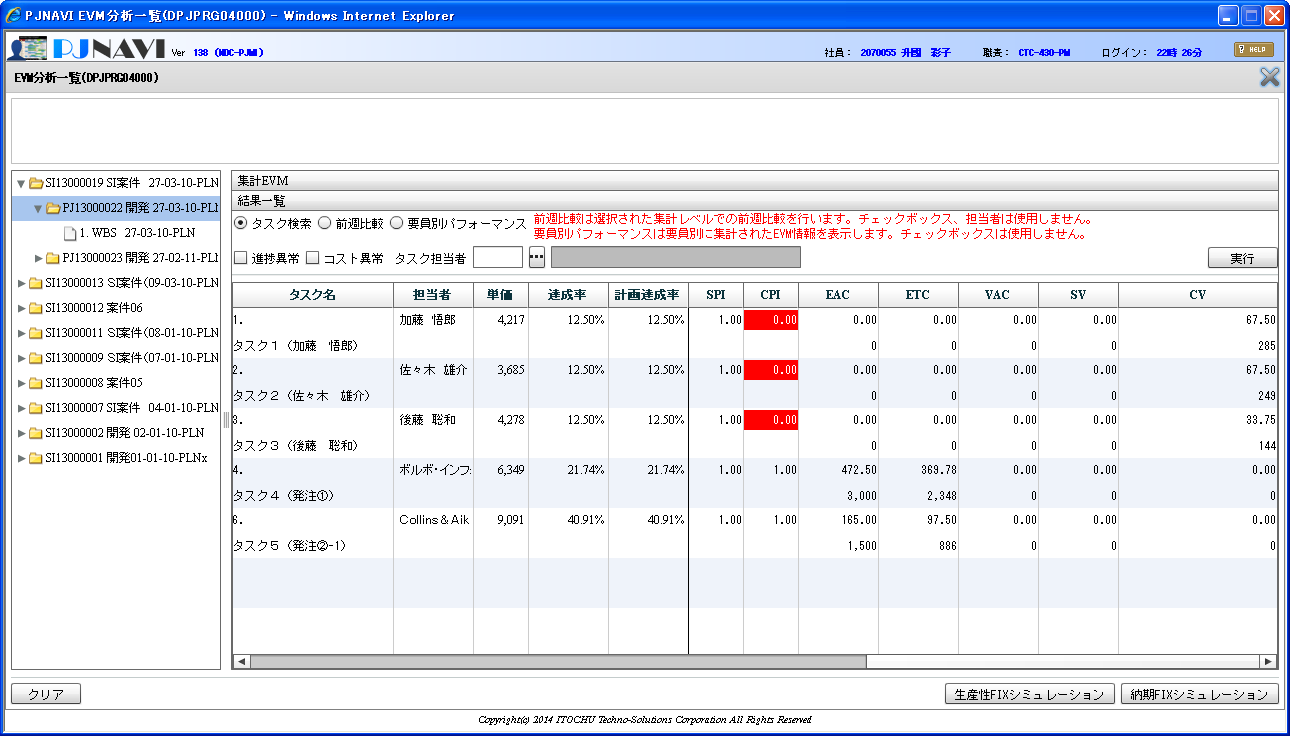 PJNAVI EVM分析一覧(DPJPRG04000) - Windows Internet Explorer
PJNAVI Ver 138 (NDC-PJMI) 社員： 2070055 升國 彩子 職責： CTC-430-PM ログイン： 22時 26分 ? HELP
EVM分析一覧(DPJPRG04000)
SI13000019 SI案件 27-03-10-PLN
PJ13000022 開発 27-03-10-PLN
1. WBS 27-03-10-PLN
PJ13000023 開発 27-02-11-PLN
SI13000013 SI案件(09-03-10-PLN
SI13000012 案件06
SI13000011 SI案件(08-01-10-PLN
SI13000009 SI案件(07-01-10-PLN
SI13000008 案件05
SI13000007 SI案件 04-01-10-PLN
SI13000002 開発 02-01-10-PLN
SI13000001 開発01-01-10-PLNx
集計EVM
結果一覧
タスク検索 前週比較 要員別パフォーマンス
前週比較は選択された集計レベルでの前週比較を行います。チェックボックス、担当者は使用しません。
要員別パフォーマンスは要員別に集計されたEVM情報を表示します。チェックボックスは使用しません。
進捗異常 コスト異常 タスク担当者 ••• 実行
タスク名 担当者 単価 達成率 計画達成率 SPI CPI EAC ETC VAC SV CV
1. 加藤 悟郎 4,217 12.50% 12.50% 1.00 0.00 0.00 0.00 0.00 0.00 67.50
タスク１（加藤　悟郎） 0 0 0 0 285
2. 佐々木 雄介 3,685 12.50% 12.50% 1.00 0.00 0.00 0.00 0.00 0.00 67.50
タスク２（佐々木　雄介） 0 0 0 0 249
3. 後藤 聡和 4,278 12.50% 12.50% 1.00 0.00 0.00 0.00 0.00 0.00 33.75
タスク３（後藤　聡和） 0 0 0 0 144
4. ボルボ・インフ 6,349 21.74% 21.74% 1.00 1.00 472.50 369.78 0.00 0.00 0.00
タスク４（発注①） 3,000 2,348 0 0 0
6. Collins＆Aik 9,091 40.91% 40.91% 1.00 1.00 165.00 97.50 0.00 0.00 0.00
タスク５（発注②-1） 1,500 886 0 0 0
クリア 生産性FIXシミュレーション 納期FIXシミュレーション
Copyright(c) 2014 ITOCHU Techno-Solutions Corporation All Rights Reserved